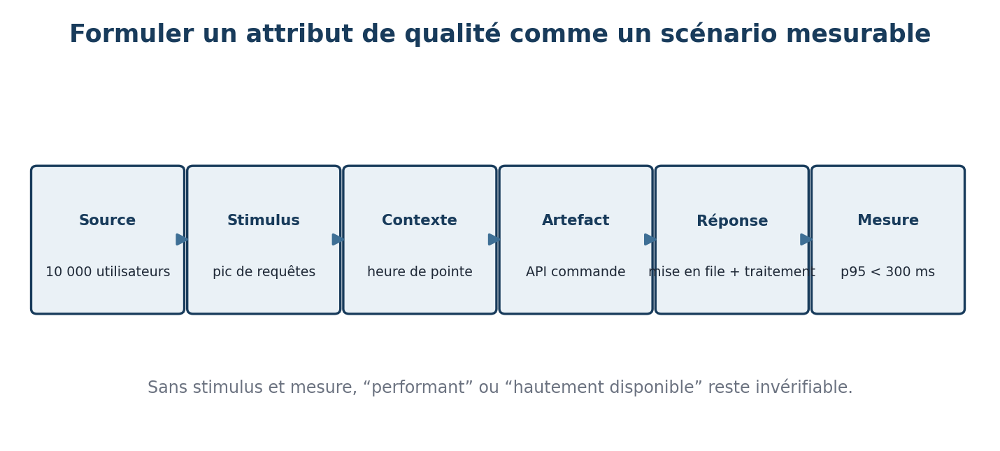 Formuler un attribut de qualité comme un scénario mesurable
Source
10 000 utilisateurs
Stimulus
pic de requêtes
Contexte
heure de pointe
Artefact
API commande
Réponse
mise en file + traitement
Mesure
p95 < 300 ms
Sans stimulus et mesure, “performant” ou “hautement disponible” reste invérifiable.